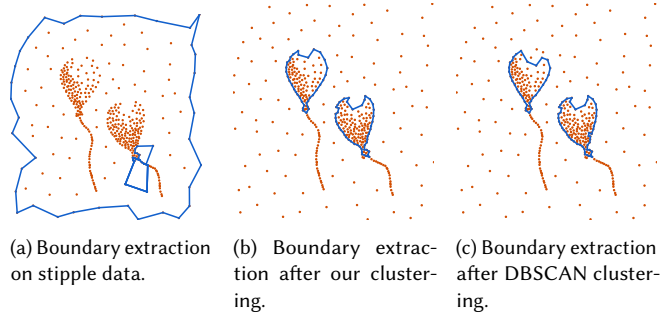 (a) Boundary extraction
on stipple data.
(b) Boundary extrac-
tion after our cluster-
ing.
(c) Boundary extraction
after DBSCAN cluster-
ing.